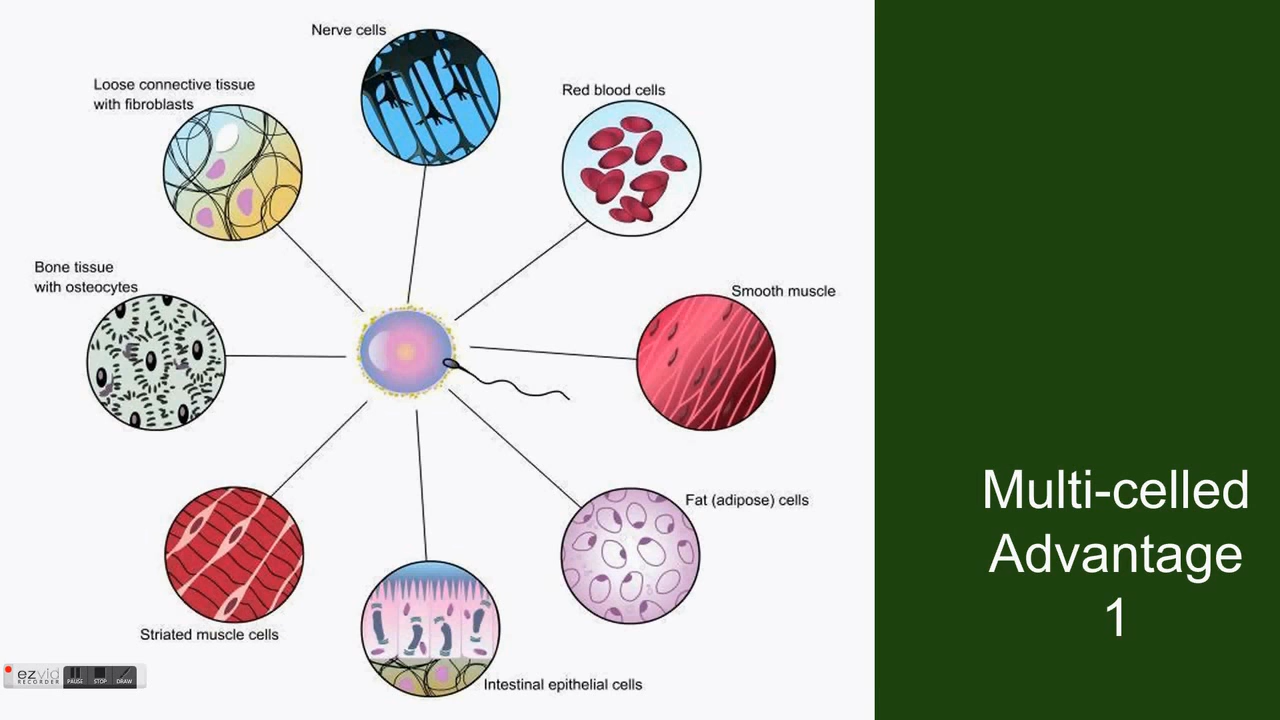 Nerve cells
Loose connective tissue
with fibroblasts
Red blood cells
Bone tissue
with osteocytes
Smooth muscle
Fat (adipose) cells
Striated muscle cells
Intestinal epithelial cells
Multi-celled
Advantage
1
ezvid
RECORDER
PAUSE
STOP
DRAW